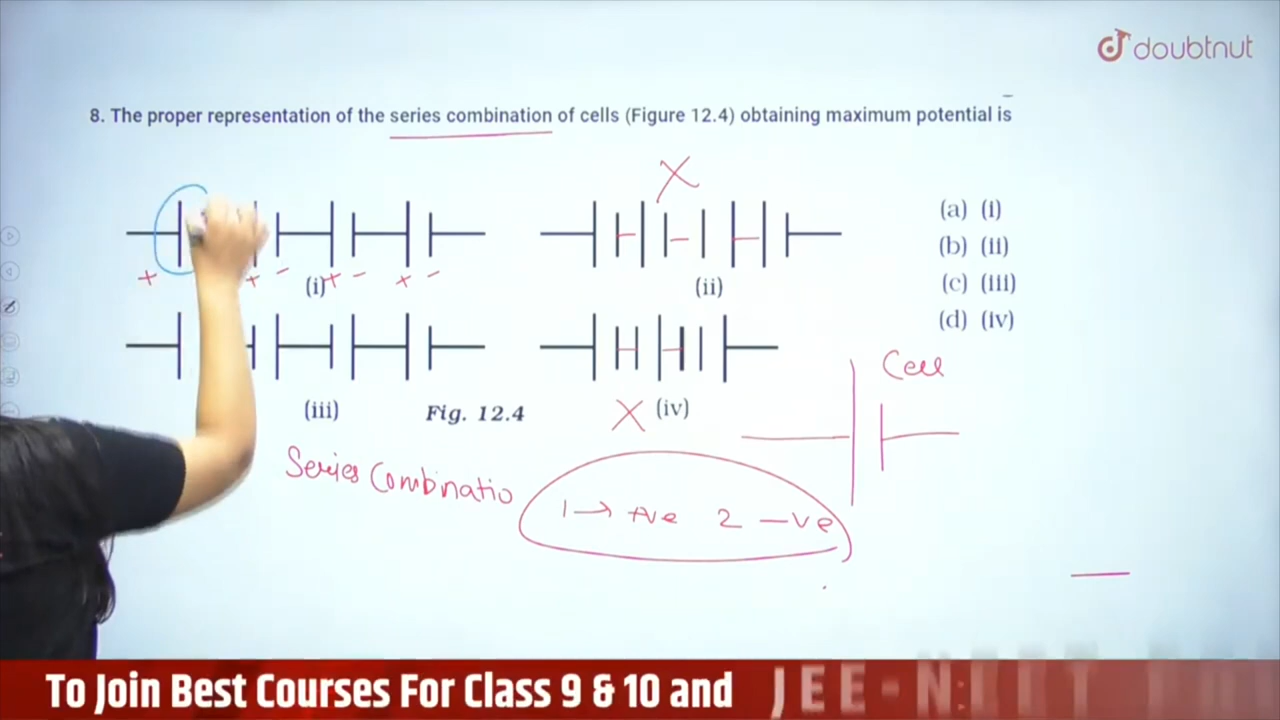 doubtnut
8. The proper representation of the series combination of cells (Figure 12.4) obtaining maximum potential is
X
(a) (i)
+ + - (i) + - + -
(ii)
(b) (ii)
(c) (iii)
(d) (iv)
Cell
(iii)
Fig. 12.4
X (iv)
Series Combinatio
1 → +ve 2 -ve
To Join Best Courses For Class 9 & 10 and